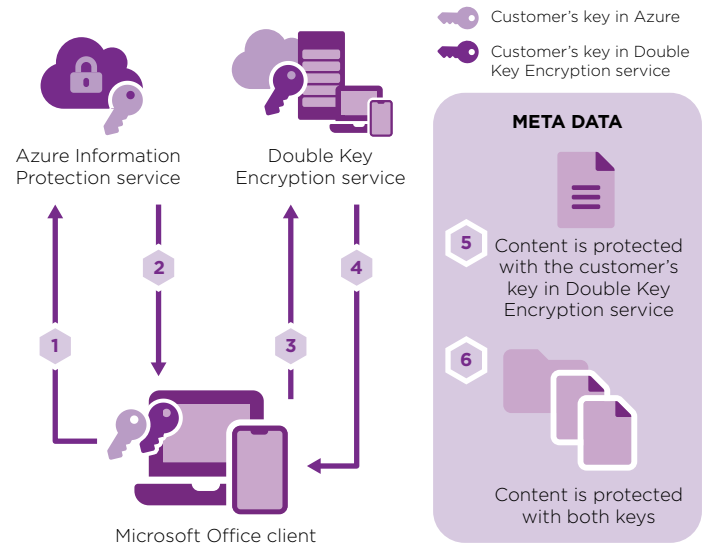 Customer's key in Azure
Customer's key in Double
Key Encryption service
Azure Information
Protection service
Double Key
Encryption service
1
2
3
4
Microsoft Office client
META DATA
5
Content is protected
with the customer's
key in Double Key
Encryption service
6
Content is protected
with both keys